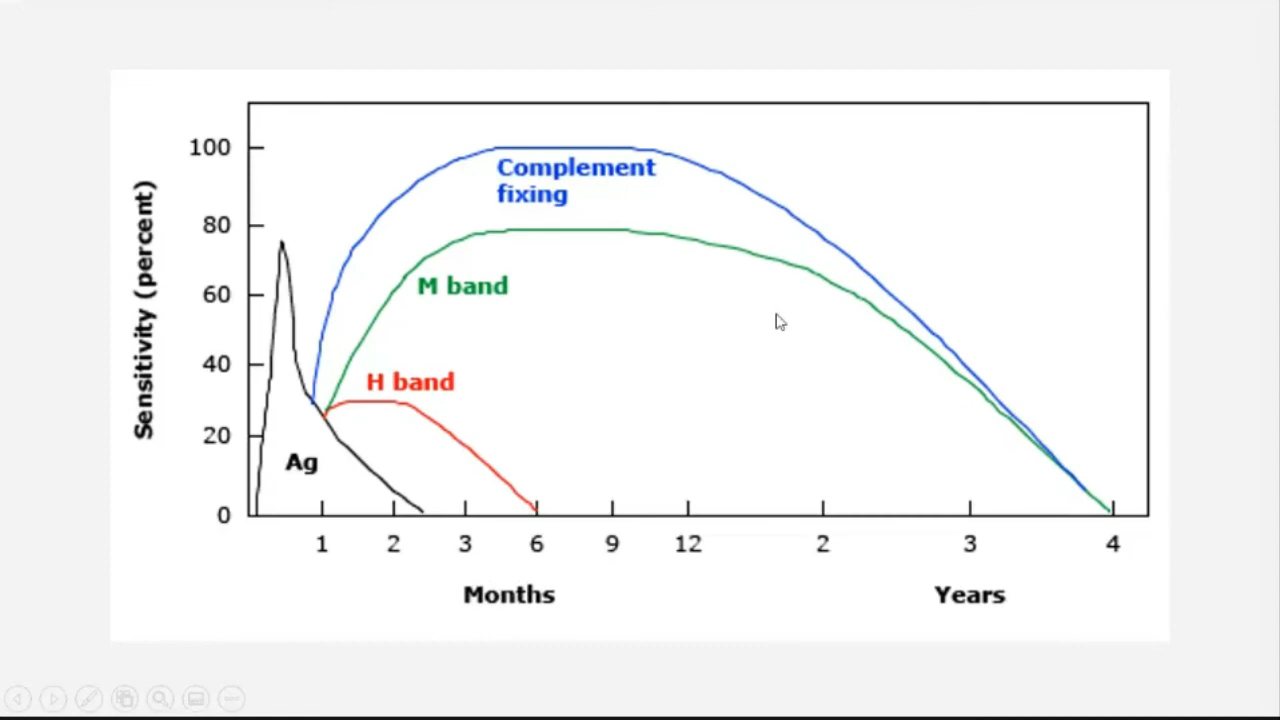 100
Complement
fixing
80
M band
60
40
H band
20
Ag
0
Sensitivity (percent)
1 2 3 6 9 12 2 3 4
Months Years